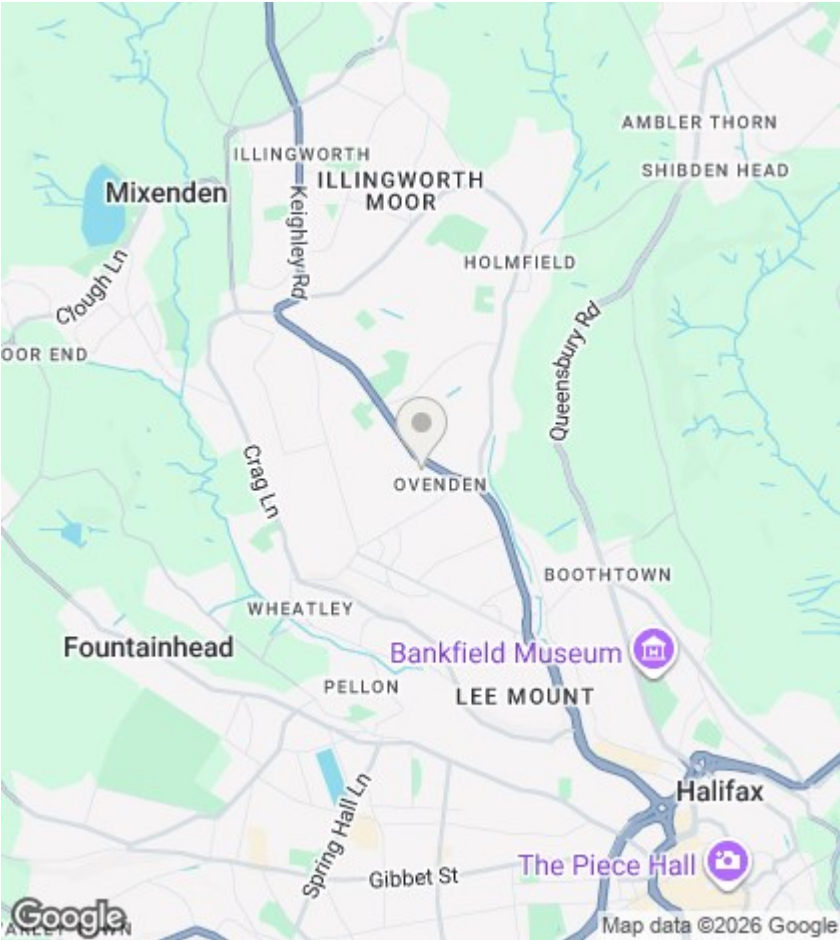 AMBLER THORN
ILLINGWORTH
SHIBDEN HEAD
ILLINGWORTH
MOOR
Mixenden
Keighley Rd
HOLMFIELD
Clough Ln
Queensbury Rd
OOR END
Crag Ln
OVENDEN
BOOTHTOWN
WHEATLEY
Fountainhead
Bankfield Museum
PELLON
LEE MOUNT
Halifax
Spring Hall Ln
The Piece Hall
Gibbet St
Google
Map data ©2026 Google